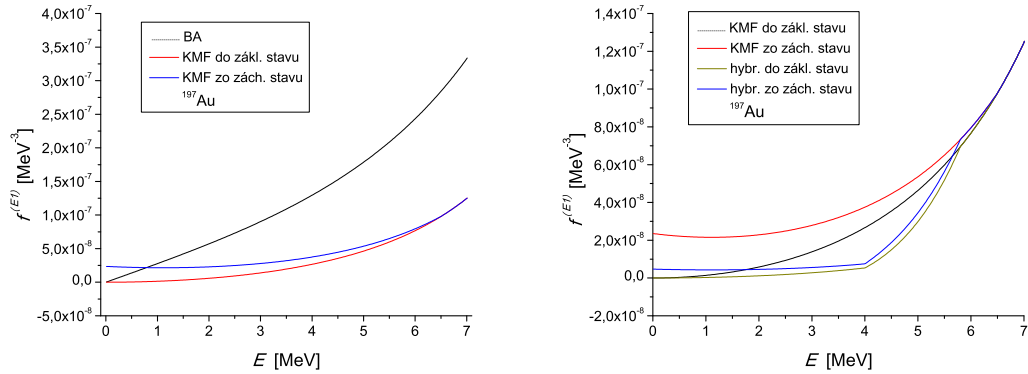 4,0x10⁻⁷
3,5x10⁻⁷
3,0x10⁻⁷
2,5x10⁻⁷
2,0x10⁻⁷
1,5x10⁻⁷
1,0x10⁻⁷
5,0x10⁻⁸
0,0
-5,0x10⁻⁸
f⁽ᴱ¹⁾ [MeV⁻³]
BA
KMF do zákl. stavu
KMF zo zách. stavu
¹⁹⁷Au
0 1 2 3 4 5 6 7
E [MeV]
1,4x10⁻⁷
1,2x10⁻⁷
1,0x10⁻⁷
8,0x10⁻⁸
6,0x10⁻⁸
4,0x10⁻⁸
2,0x10⁻⁸
0,0
-2,0x10⁻⁸
f⁽ᴱ¹⁾ [MeV⁻³]
KMF do zákl. stavu
KMF zo zách. stavu
hybr. do zákl. stavu
hybr. zo zách. stavu
¹⁹⁷Au
0 1 2 3 4 5 6 7
E [MeV]